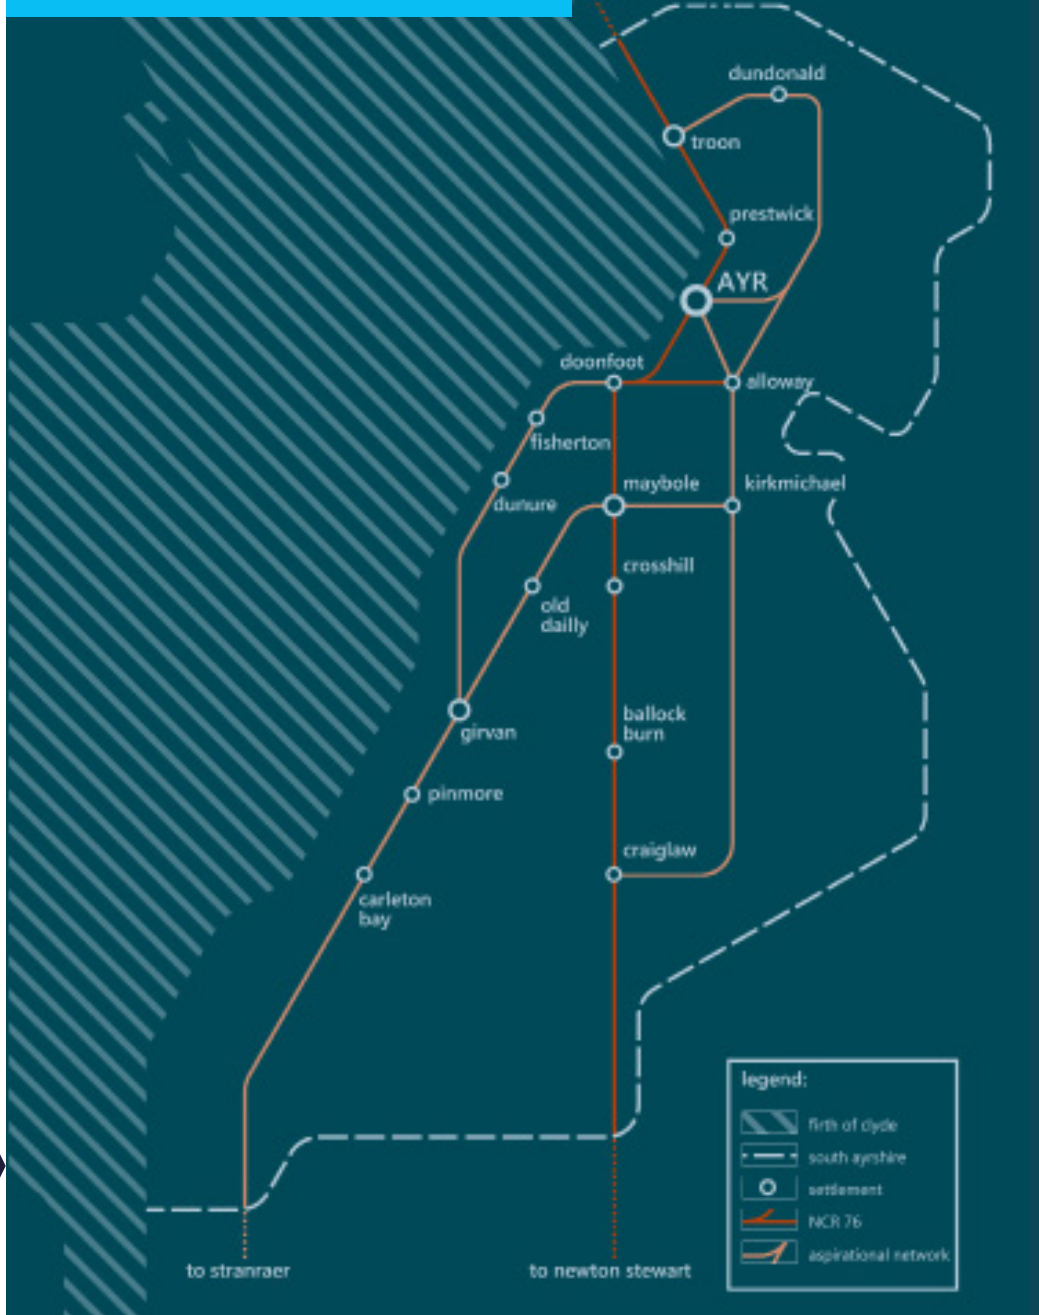 dundonald
troon
prestwick
AYR
doonfoot
alloway
fisherton
maybole
kirkmichael
dunure
crosshill
old
dailly
ballock
burn
girvan
pinmore
craiglaw
carleton
bay
legend:
firth of clyde
south ayrshire
settlement
NCR 76
aspirational network
to stranraer
to newton stewart